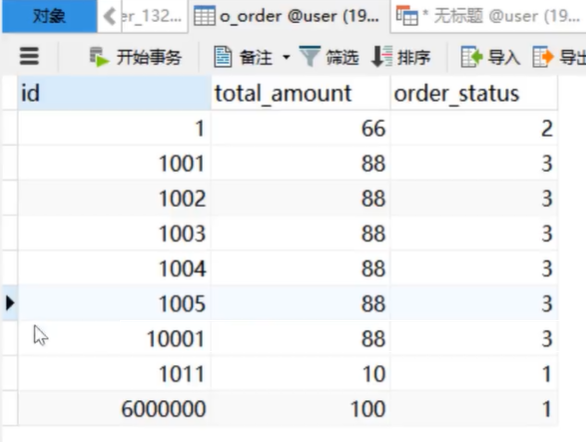 对象 er_132... o_order @user (19... * 无标题 @user (19...
开始事务 备注 筛选 排序 导入 导出
id total_amount order_status
1 66 2
1001 88 3
1002 88 3
1003 88 3
1004 88 3
1005 88 3
10001 88 3
1011 10 1
6000000 100 1